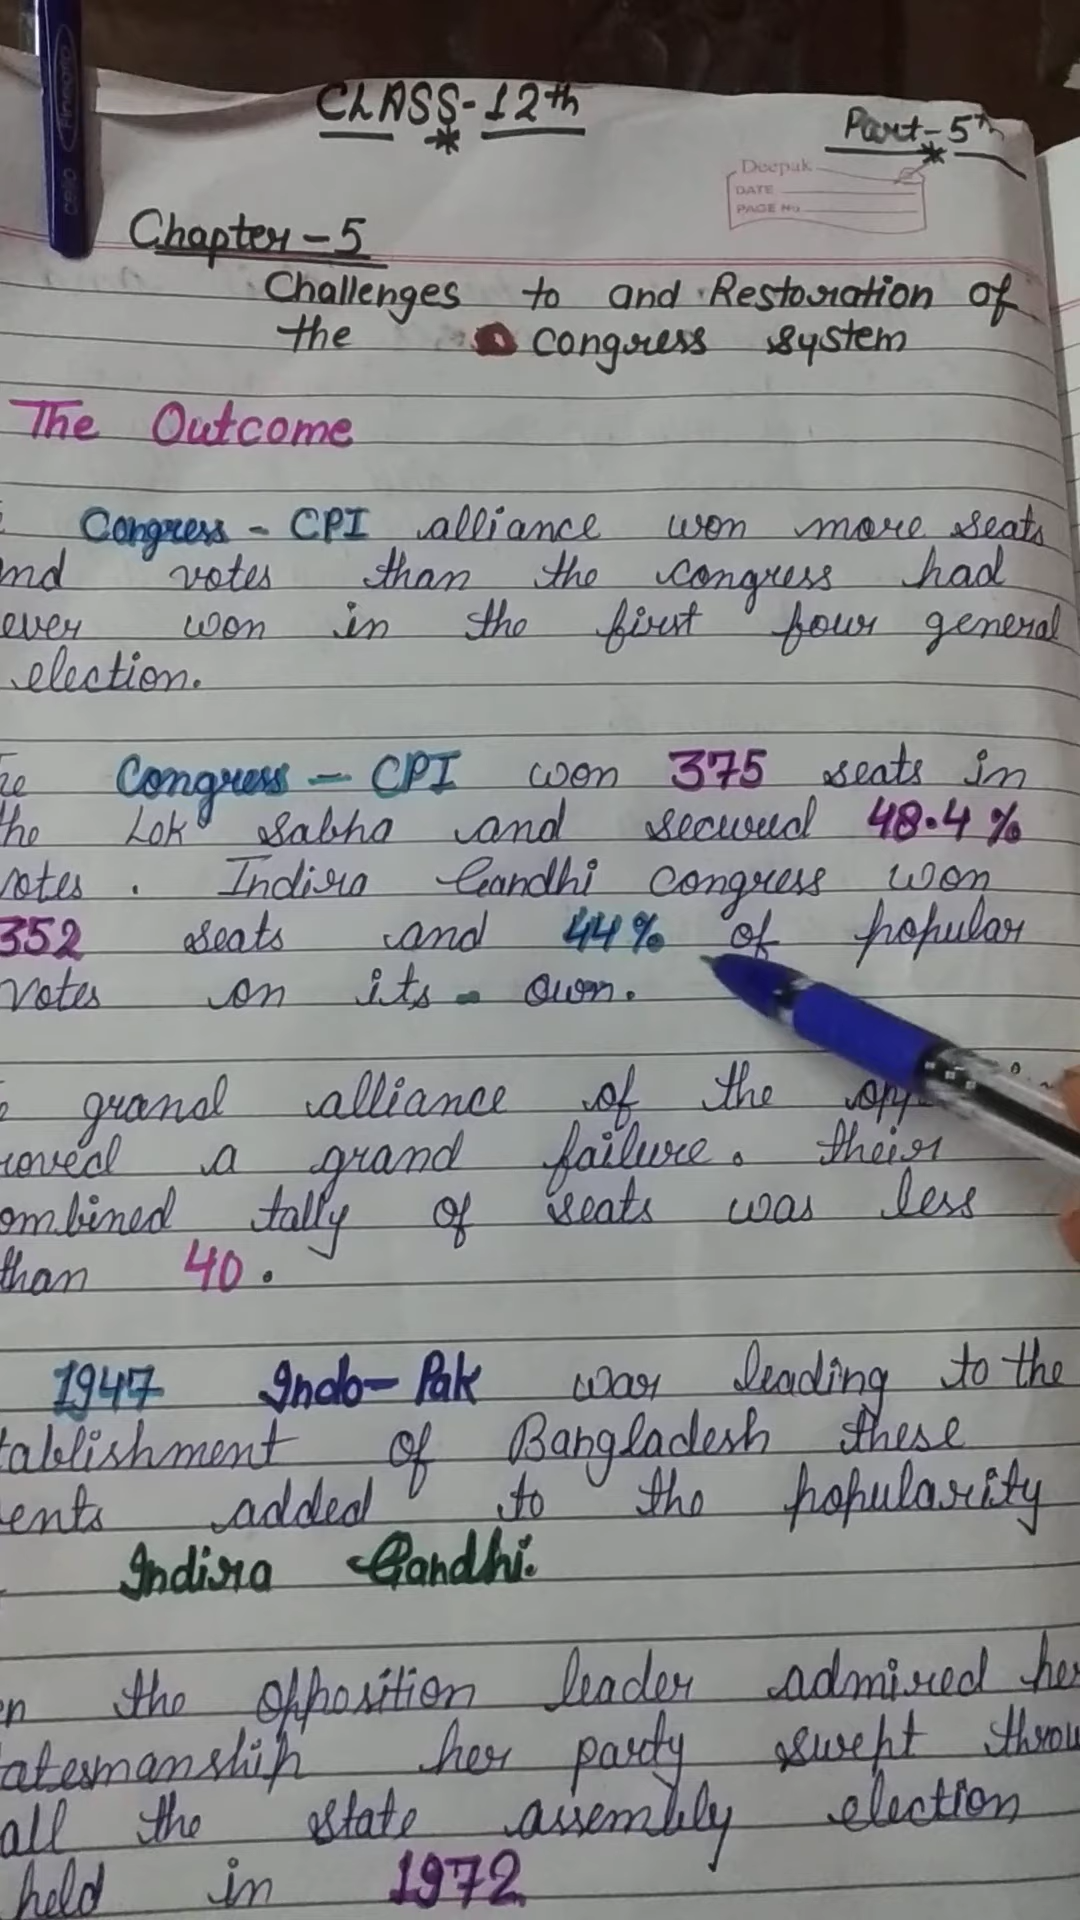 CLASS-12th
Part-5th
Deepak
DATE
PAGE No.
cello Finegrip
Chapter-5
Challenges to and Restoration of
the congress system
The Outcome
Congress - CPI alliance won more seats
nd votes than the congress had
ever won in the first four general
election.
Congress - CPI won 375 seats in
he Lok Sabha and secured 48.4%
votes. Indira Gandhi congress won
352 seats and 44% of popular
votes on its - own.
grand alliance of the
roved a grand failure. their
ombined tally of seats was less
than 40.
1947 Indo-Pak war leading to the
tablishment of Bangladesh these
ents added to the popularity
Indira Gandhi.
en the opposition leader admired her
atesmanship her party swept throu
all the state assembly election
held in 1972